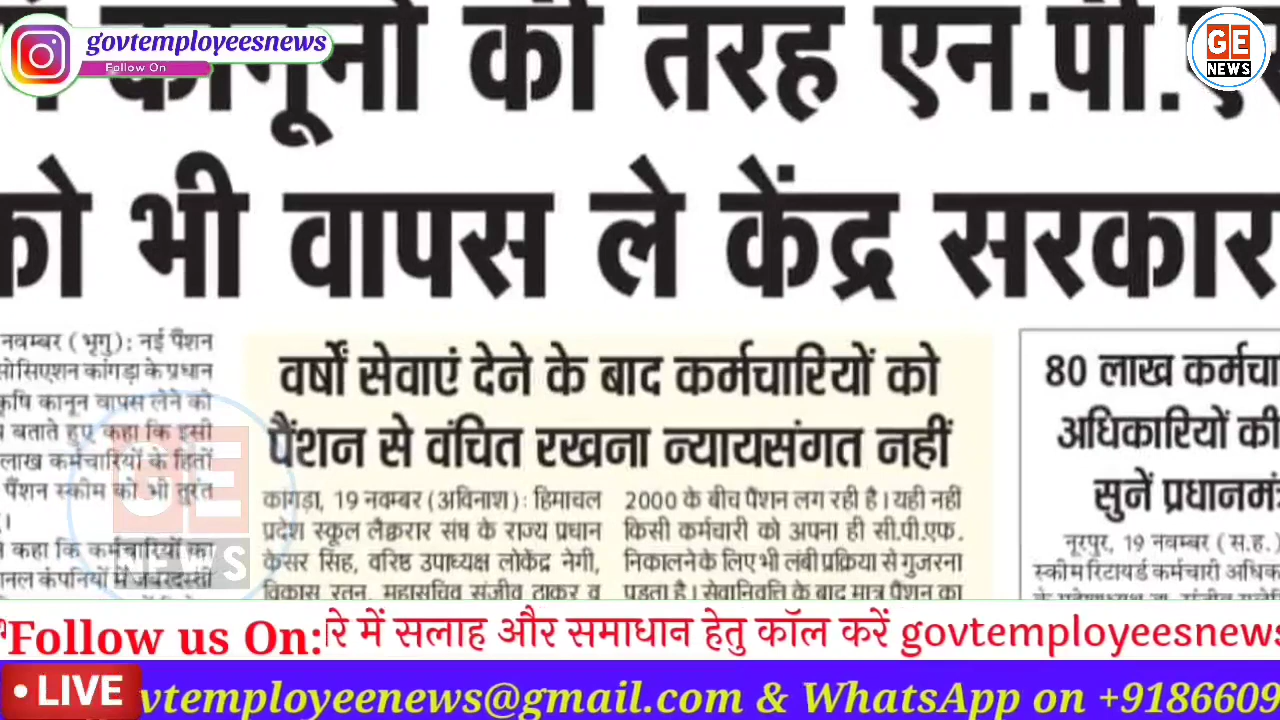 govtemployeesnews
Follow On
GE
NEWS
कानूनों की तरह एन.पी.
को भी वापस ले केंद्र सरकार
नवम्बर (भृगु): नई पैंशन
कांगड़ा के प्रधान
कृषि कानून वापस लेने को
बताते हुए कहा कि इसी
लाख कर्मचारियों के हितों
पैंशन स्कीम को भी तुरंत
कहा कि कर्मचारियों का
कंपनियों में जबरदस्ती
GE
NEWS
वर्षों सेवाएं देने के बाद कर्मचारियों को
पैंशन से वंचित रखना न्यायसंगत नहीं
कांगड़ा, 19 नवम्बर (अविनाश): हिमाचल
प्रदेश स्कूल लैक्चरार संघ के राज्य प्रधान
केसर सिंह, वरिष्ठ उपाध्यक्ष लोकेंद्र नेगी,
विकास रतन, महासचिव संजीव ठाकुर व
2000 के बीच पैंशन लग रही है। यही नहीं
किसी कर्मचारी को अपना ही सी.पी.एफ.
निकालने के लिए भी लंबी प्रक्रिया से गुजरना
पड़ता है। सेवानिवृत्ति के बाद मात्र पैंशन का
80 लाख कर्मचा
अधिकारियों की
सुनें प्रधानमं
नूरपुर, 19 नवम्बर (स.ह.)
स्कीम रिटायर्ड कर्मचारी अधिक
Follow us On:
रे में सलाह और समाधान हेतु कॉल करें govtemployeesnews
• LIVE
vtemployeenews@gmail.com & WhatsApp on +9186609